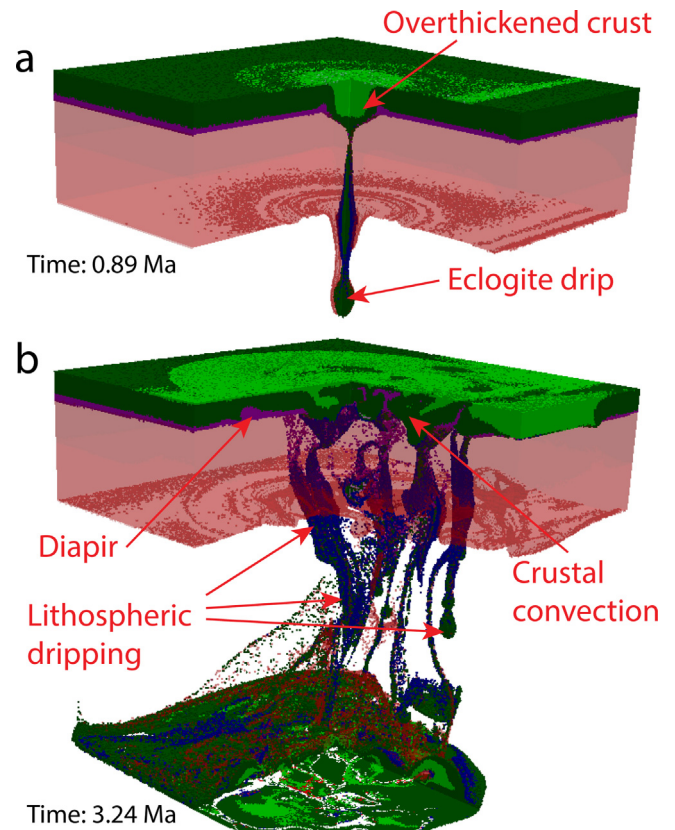 a
Overthickened crust
Time: 0.89 Ma
Eclogite drip
b
Diapir
Crustal
convection
Lithospheric
dripping
Time: 3.24 Ma